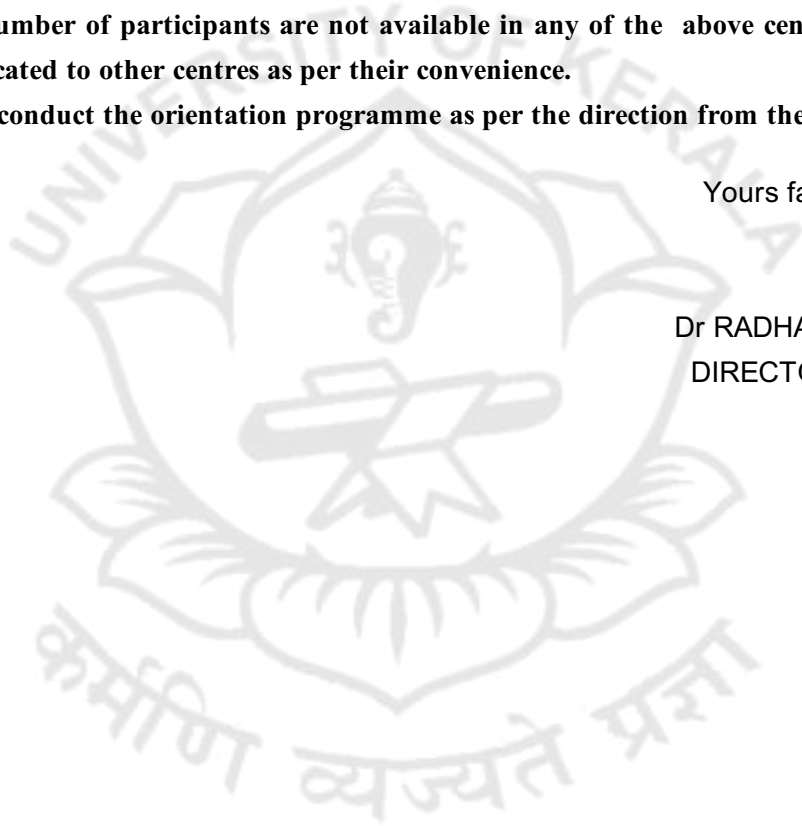 umber of participants are not available in any of the above cen
cated to other centres as per their convenience.
conduct the orientation programme as per the direction from the
UNIVERSITY OF KERALA
Yours fa
Dr RADHA
DIRECTO
कर्मणि व्यज्यते प्रज्ञा